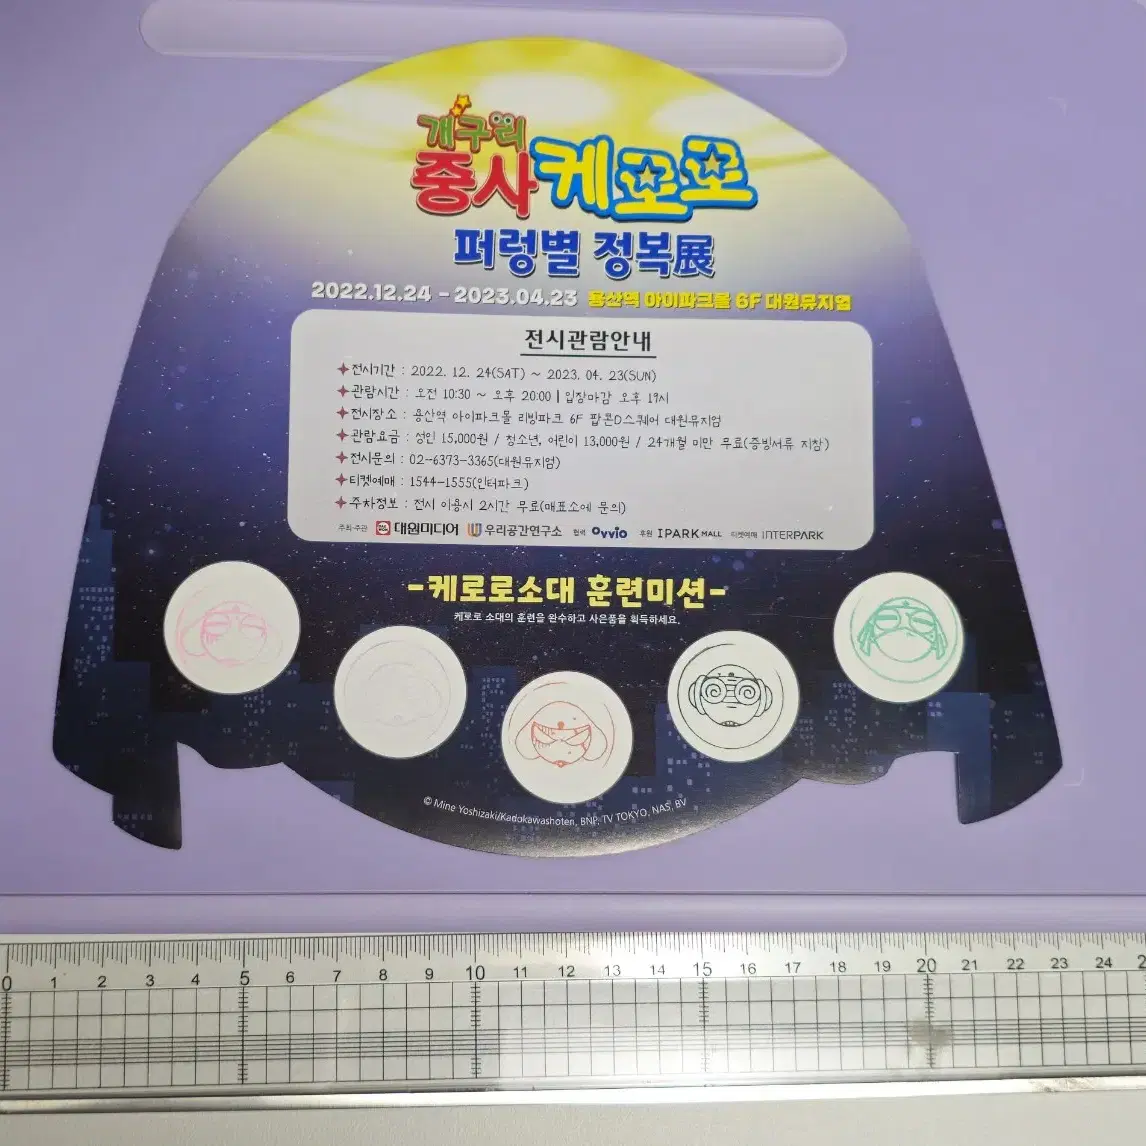 개구리
중사 케로로
퍼렁별 정복展
2022.12.24 - 2023.04.23 용산역 아이파크몰 6F 대원뮤지엄
전시관람안내
전시기간 : 2022. 12. 24(SAT) ~ 2023. 04. 23(SUN)
관람시간 : 오전 10:30 ~ 오후 20:00 | 입장마감 오후 19시
전시장소 : 용산역 아이파크몰 리빙파크 6F 팝콘D스퀘어 대원뮤지엄
관람요금 : 성인 15,000원 / 청소년, 어린이 13,000원 / 24개월 미만 무료(증빙서류 지참)
전시문의 : 02-6373-3365(대원뮤지엄)
티켓예매 : 1544-1555(인터파크)
주차정보 : 전시 이용시 2시간 무료(매표소에 문의)
주최·주관 대원미디어 우리공간연구소 협력 Ovvio 후원 IPARK MALL 티켓예매 INTERPARK
-케로로소대 훈련미션-
케로로 소대의 훈련을 완수하고 사은품을 획득하세요.
© Mine Yoshizaki/Kadokawashoten, BNP, TV TOKYO, NAS, BV
0 1 2 3 4 5 6 7 8 9 10 11 12 13 14 15 16 17 18 19 20 21 22 23 24